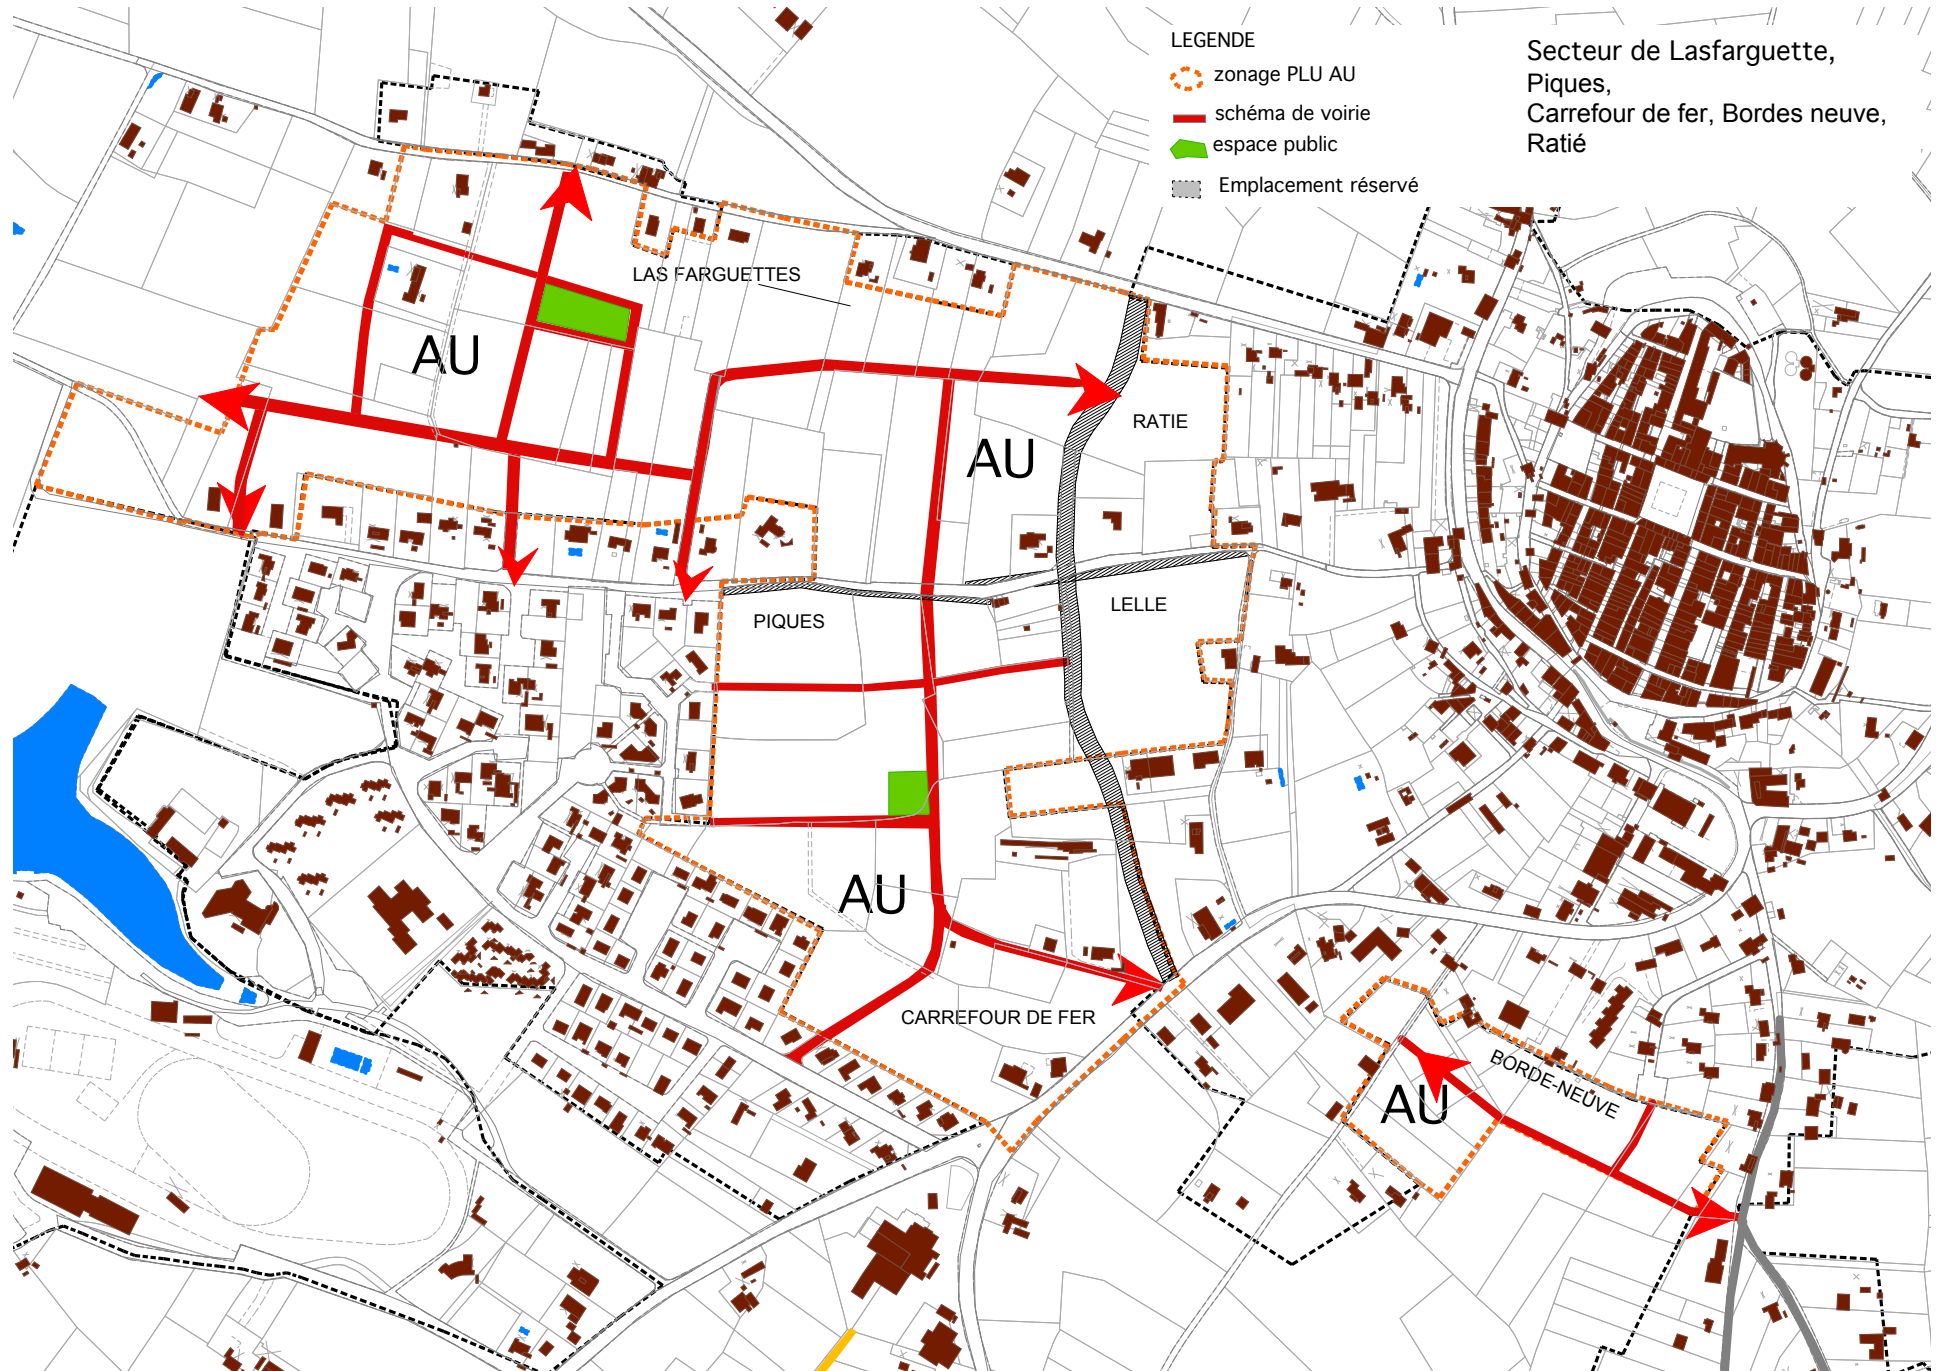 LEGENDE
zonage PLU AU
schéma de voirie
espace public
Emplacement réservé
Secteur de Lasfarguette,
Piques,
Carrefour de fer, Bordes neuve,
Ratié
LAS FARGUETTES
AU
RATIE
AU
LELLE
PIQUES
AU
CARREFOUR DE FER
BORDE-NEUVE
AU